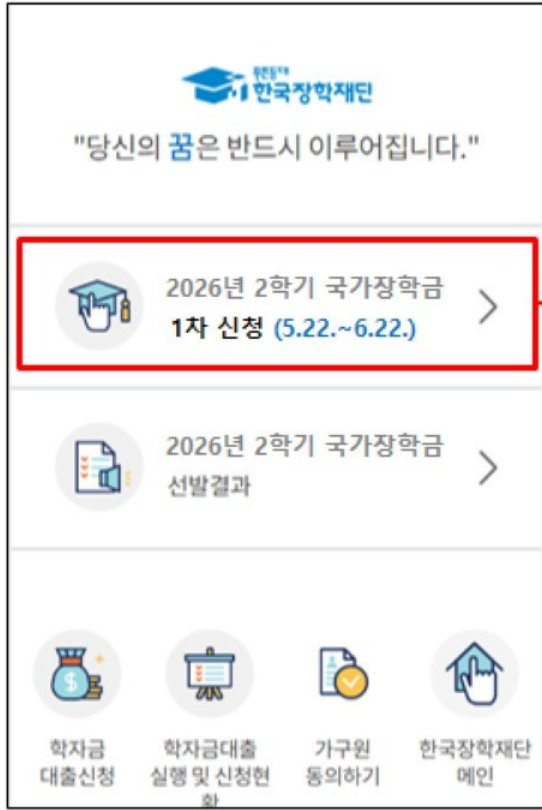 푸른등대
한국장학재단
"당신의 꿈은 반드시 이루어집니다."
2026년 2학기 국가장학금
1차 신청 (5.22.~6.22.)
2026년 2학기 국가장학금
선발결과
학자금
대출신청
학자금대출
실행 및 신청현
황
가구원
동의하기
한국장학재단
메인